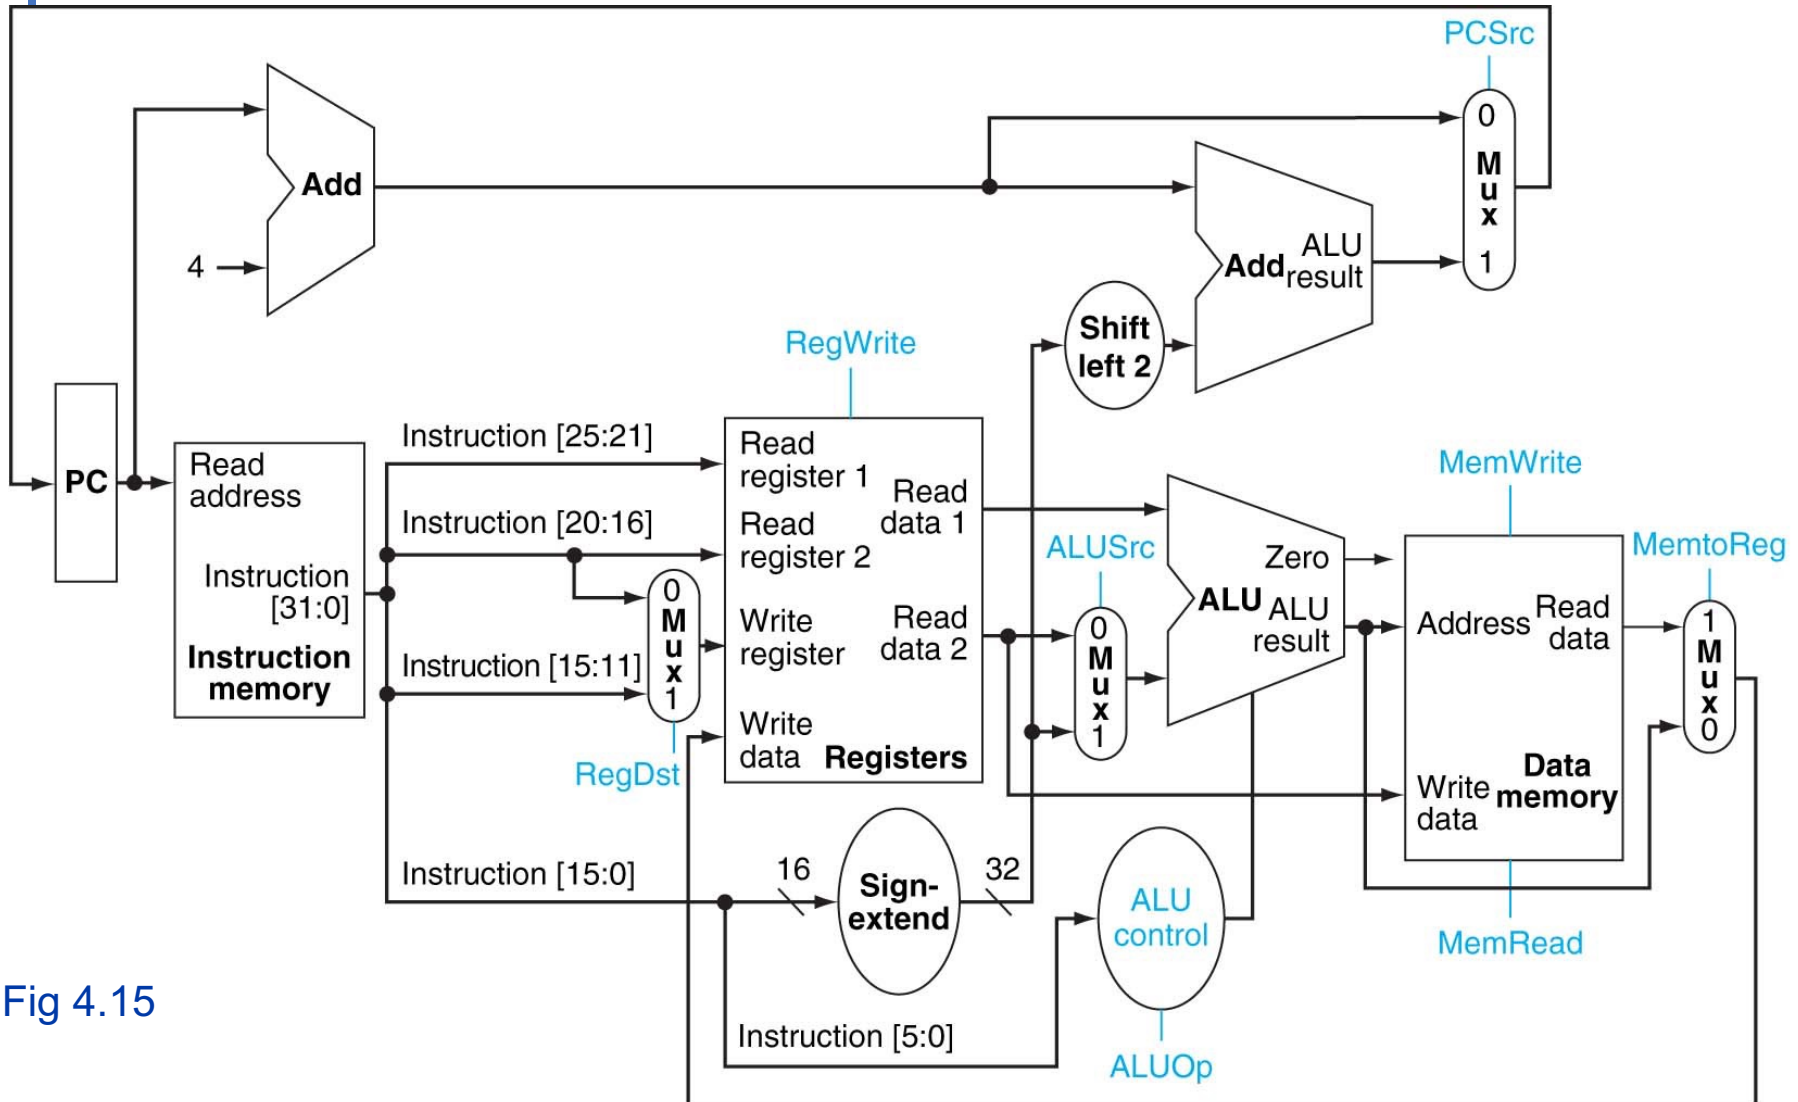 PCSrc
0
M
u
x
1
Add
4
Add
ALU
result
Shift
left 2
RegWrite
PC
Read
address
Instruction
[31:0]
Instruction
memory
Instruction [25:21]
Instruction [20:16]
Instruction [15:11]
Instruction [15:0]
0
M
u
x
1
RegDst
Read
register 1
Read
register 2
Write
register
Write
data
Read
data 1
Read
data 2
Registers
16
Sign-
extend
32
ALUSrc
0
M
u
x
1
Zero
ALU
ALU
result
MemWrite
Address
Read
data
Write
data
Data
memory
MemRead
MemtoReg
1
M
u
x
0
ALU
control
ALUOp
Instruction [5:0]
Fig 4.15